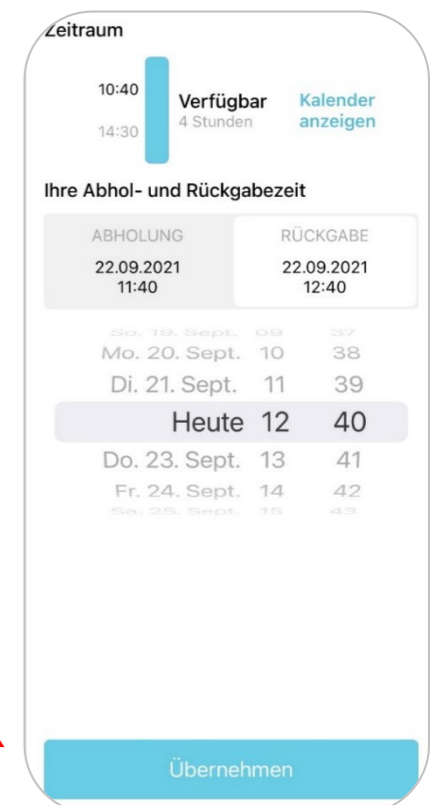 Zeitraum
10:40
Verfügbar
Kalender
14:30
4 Stunden
anzeigen
Ihre Abhol- und Rückgabezeit
ABHOLUNG RÜCKGABE
22.09.2021 22.09.2021
11:40 12:40
So. 19. Sept. 09 37
Mo. 20. Sept. 10 38
Di. 21. Sept. 11 39
Heute 12 40
Do. 23. Sept. 13 41
Fr. 24. Sept. 14 42
Sa. 25. Sept. 15 43
Übernehmen